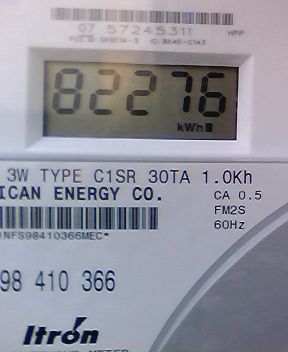 07 57245311 HPP
82276
kWh
3W TYPE C1SR 30TA 1.0Kh
ICAN ENERGY CO. CA 0.5
FM2S
60Hz
NFS98410366MEC*
98 410 366
Itron